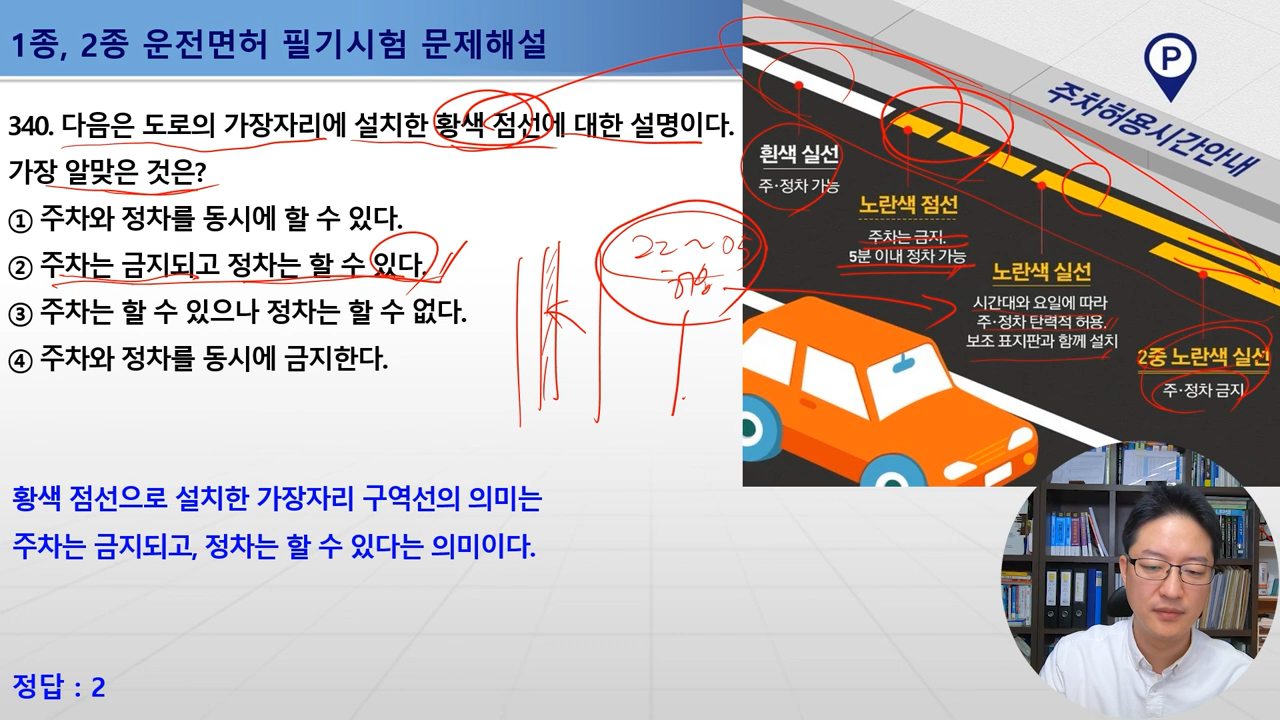 1종, 2종 운전면허 필기시험 문제해설
340. 다음은 도로의 가장자리에 설치한 황색 점선에 대한 설명이다.
가장 알맞은 것은?
① 주차와 정차를 동시에 할 수 있다.
② 주차는 금지되고 정차는 할 수 있다.
③ 주차는 할 수 있으나 정차는 할 수 없다.
④ 주차와 정차를 동시에 금지한다.
22 ~ 05
허용
황색 점선으로 설치한 가장자리 구역선의 의미는
주차는 금지되고, 정차는 할 수 있다는 의미이다.
정답 : 2
P
주차허용시간안내
흰색 실선
주·정차 가능
노란색 점선
주차는 금지.
5분 이내 정차 가능
노란색 실선
시간대와 요일에 따라
주·정차 탄력적 허용.
보조 표지판과 함께 설치
2중 노란색 실선
주·정차 금지